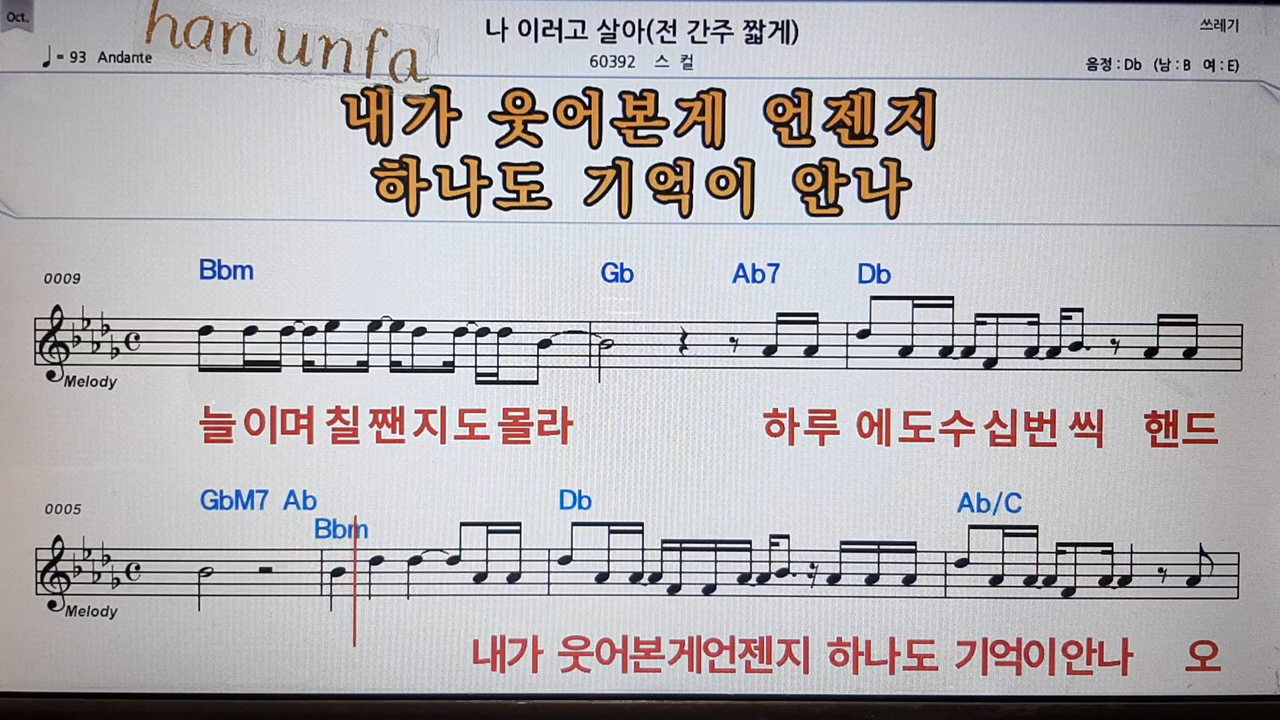 Oct.
han unfa
나 이러고 살아(전 간주 짧게)
쓰레기
♩= 93 Andante
60392 스 컬
음정 : Db (남 : B 여 : E)
내가 웃어본게 언젠지
하나도 기억이 안나
0009
Bbm Gb Ab7 Db
Melody
늘 이며 칠 짼 지 도 몰 라 하 루 에 도 수 십 번 씩 핸 드
0005
GbM7 Ab Db Ab/C
Bbm
Melody
내가 웃어본게언젠지 하나도 기억이안나 오